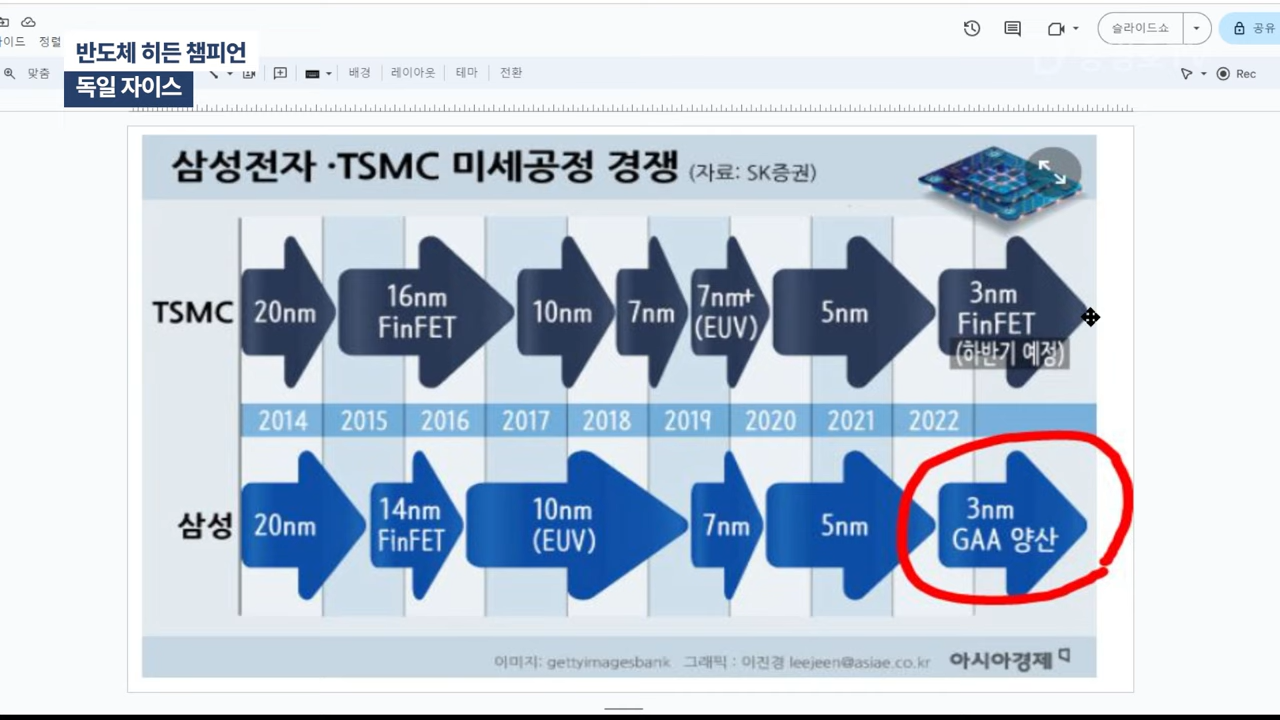 이드 정렬
반도체 히든 챔피언
독일 자이스
맞춤
배경 레이아웃 테마 전환
슬라이드쇼
공유
Rec
삼성전자 ·TSMC 미세공정 경쟁 (자료: SK증권)
TSMC
20nm
16nm
FinFET
10nm
7nm
7nm+
(EUV)
5nm
3nm
FinFET
(하반기 예정)
2014 2015 2016 2017 2018 2019 2020 2021 2022
삼성
20nm
14nm
FinFET
10nm
(EUV)
7nm
5nm
3nm
GAA 양산
이미지: gettyimagesbank 그래픽 : 이진경 leejeen@asiae.co.kr 아시아경제